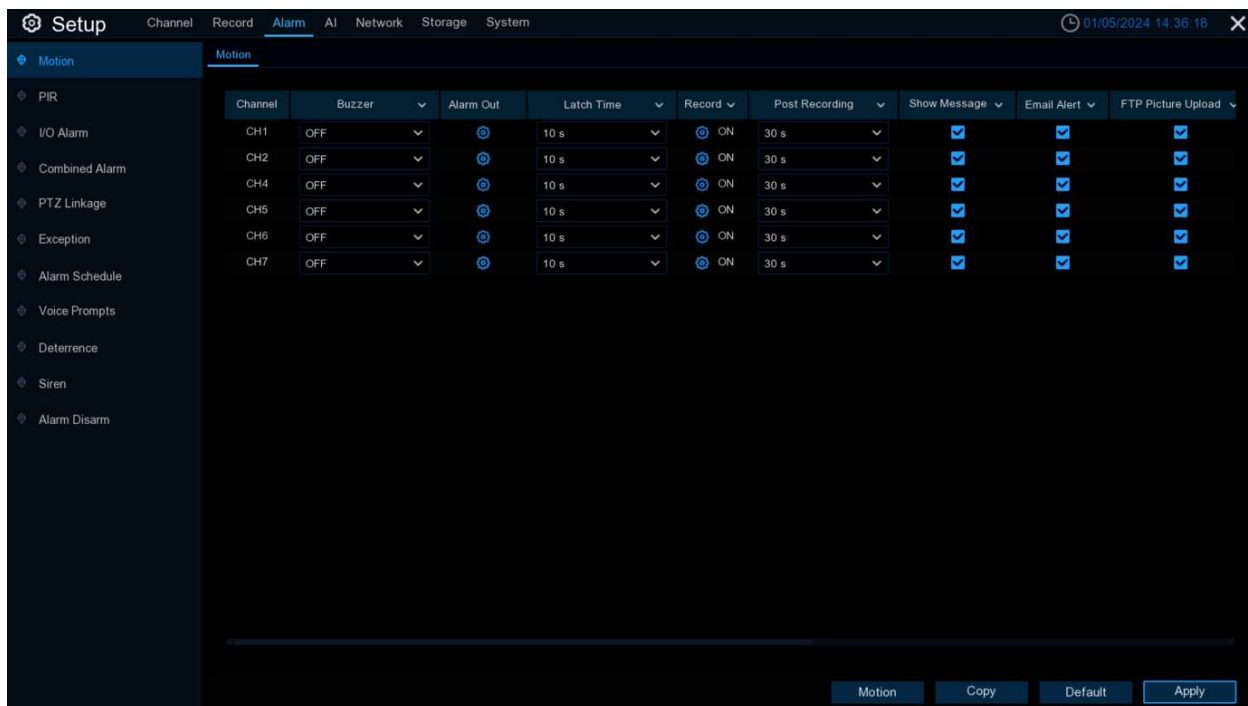 Setup Channel Record Alarm AI Network Storage System 01/05/2024 14:36:18
Motion
PIR
I/O Alarm
Combined Alarm
PTZ Linkage
Exception
Alarm Schedule
Voice Prompts
Deterrence
Siren
Alarm Disarm
Motion
Channel Buzzer Alarm Out Latch Time Record Post Recording Show Message Email Alert FTP Picture Upload
CH1 OFF 10 s ON 30 s
CH2 OFF 10 s ON 30 s
CH4 OFF 10 s ON 30 s
CH5 OFF 10 s ON 30 s
CH6 OFF 10 s ON 30 s
CH7 OFF 10 s ON 30 s
Motion Copy Default Apply